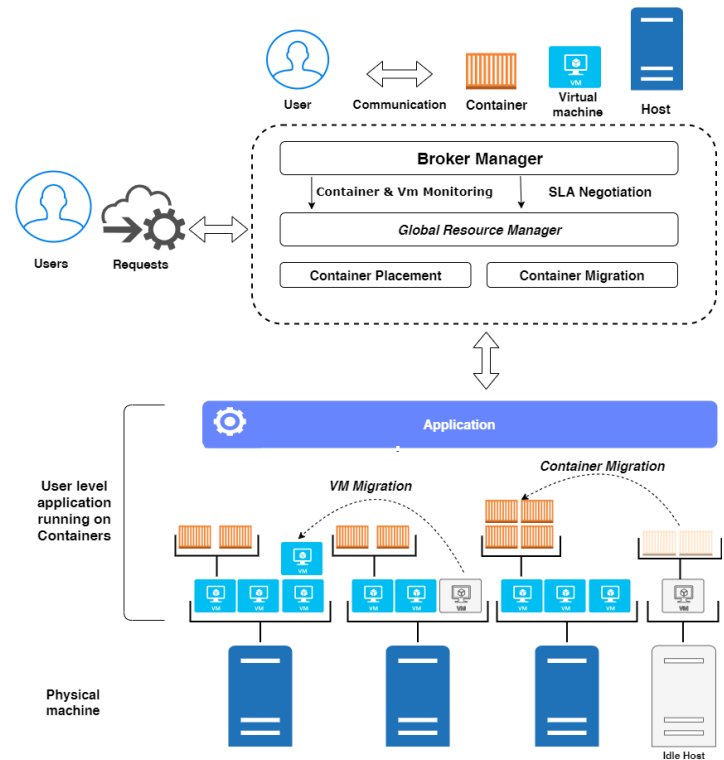 User
Communication
Container
Virtual
machine
VM
Host
Broker Manager
Container & Vm Monitoring
SLA Negotiation
Global Resource Manager
Container Placement
Container Migration
Users
Requests
Application
User level
application
running on
Containers
VM Migration
Container Migration
VM
VM
VM
VM
VM
VM
VM
VM
VM
VM
VM
Physical
machine
Idle Host